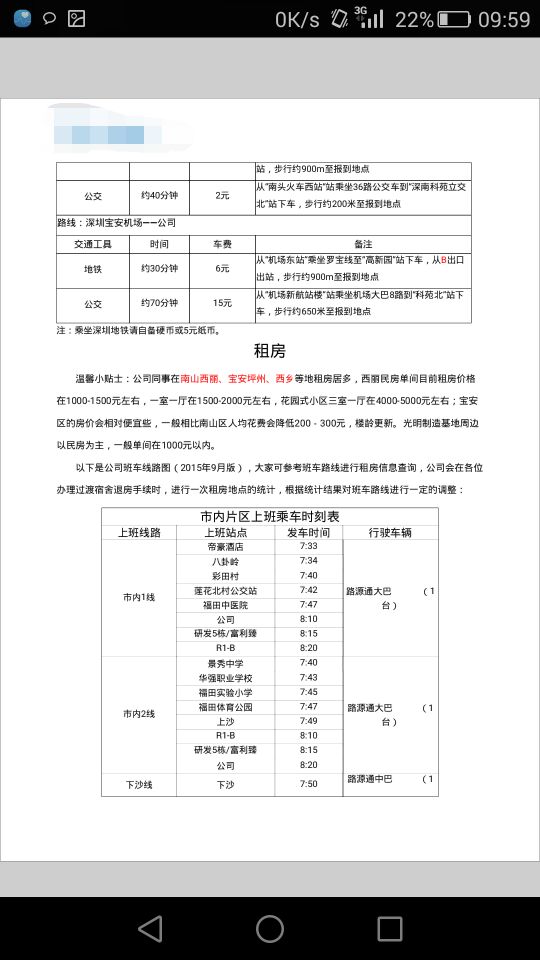 0K/s 3G 22% 09:59
站，步行约900m至报到地点
公交 约40分钟 2元 从“南头火车西站”站乘坐36路公交车到“深南科苑立交
北”站下车，步行约200米至报到地点
路线：深圳宝安机场——公司
交通工具 时间 车费 备注
地铁 约30分钟 6元 从“机场东站”乘坐罗宝线至“高新园”站下车，从B出口
出站，步行约900m至报到地点
公交 约70分钟 15元 从“机场新航站楼”站乘坐机场大巴8路到“科苑北”站下
车，步行约650米至报到地点
注：乘坐深圳地铁请自备硬币或5元纸币。
租房
温馨小贴士：公司同事在南山西丽、宝安坪州、西乡等地租房居多，西丽民房单间目前租房价格
在1000-1500元左右，一室一厅在1500-2000元左右，花园式小区三室一厅在4000-5000元左右；宝安
区的房价会相对便宜些，一般相比南山区人均花费会降低200－300元，楼龄更新。光明制造基地周边
以民房为主，一般单间在1000元以内。
以下是公司班车线路图（2015年9月版），大家可参考班车路线进行租房信息查询，公司会在各位
办理过渡宿舍退房手续时，进行一次租房地点的统计，根据统计结果对班车路线进行一定的调整：
市内片区上班乘车时刻表
上班线路 上班站点 发车时间 行驶车辆
市内1线 路源通大巴 （1
台）
帝豪酒店 7:33
八卦岭 7:34
彩田村 7:40
莲花北村公交站 7:42
福田中医院 7:47
公司 8:10
研发5栋/富利臻 8:15
R1-B 8:20
市内2线 路源通大巴 （1
台）
景秀中学 7:40
华强职业学校 7:43
福田实验小学 7:45
福田体育公园 7:47
上沙 7:49
R1-B 8:10
研发5栋/富利臻 8:15
公司 8:20
下沙线 下沙 7:50 路源通中巴 （1